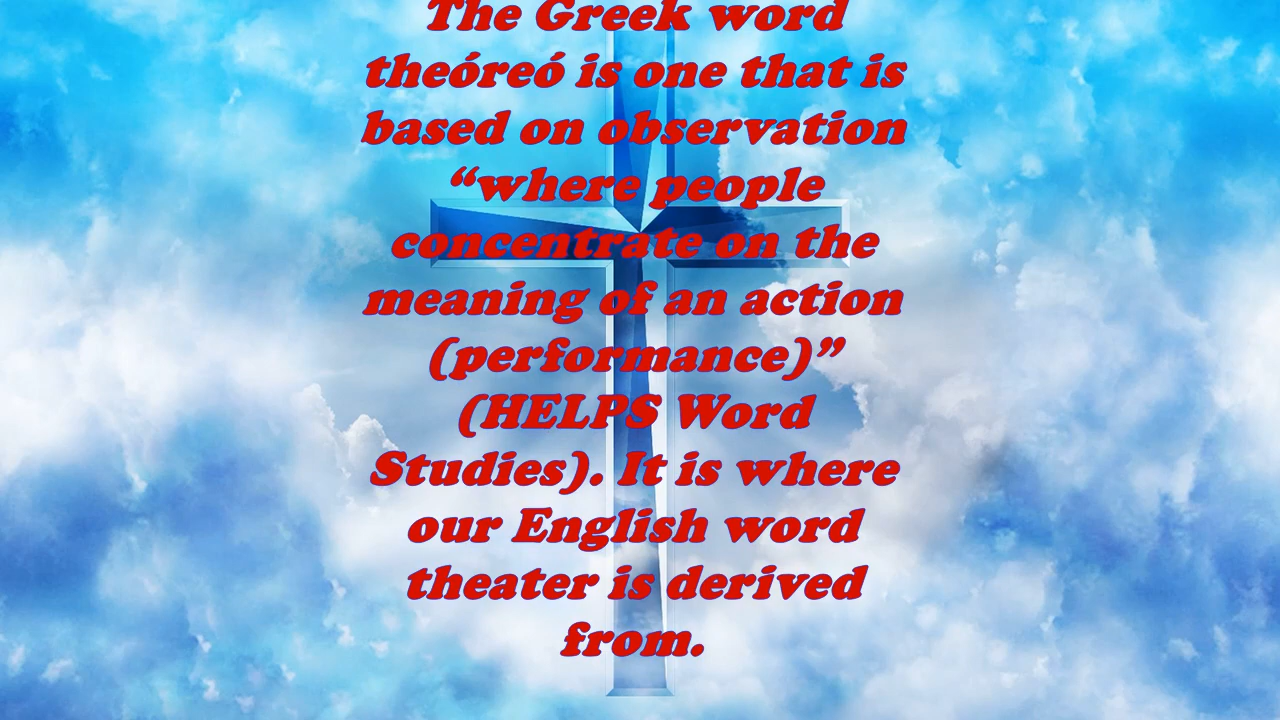 The Greek word
theóreó is one that is
based on observation
“where people
concentrate on the
meaning of an action
(performance)”
(HELPS Word
Studies). It is where
our English word
theater is derived
from.